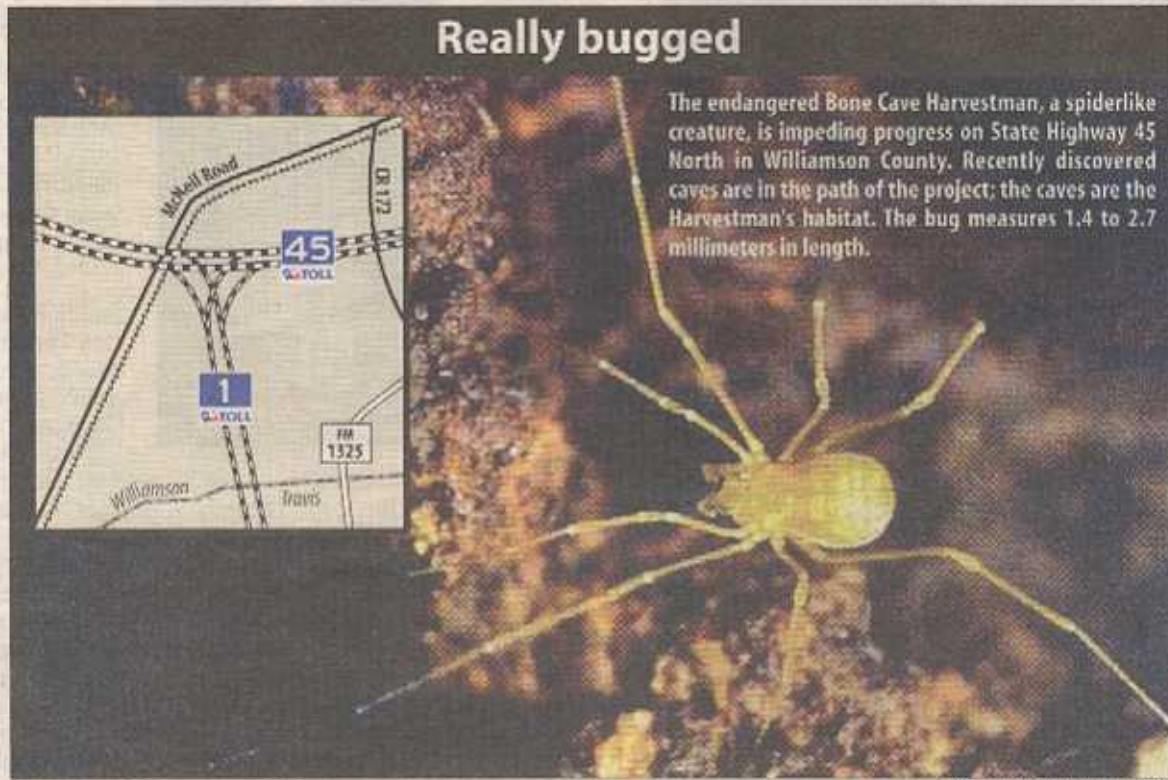 Really bugged
The endangered Bone Cave Harvestman, a spiderlike
creature, is impeding progress on State Highway 45
North in Williamson County. Recently discovered
caves are in the path of the project; the caves are the
Harvestman's habitat. The bug measures 1.4 to 2.7
millimeters in length.
McNeil Road
CR 172
45
TOLL
1
TOLL
FM
1325
Williamson
Travis